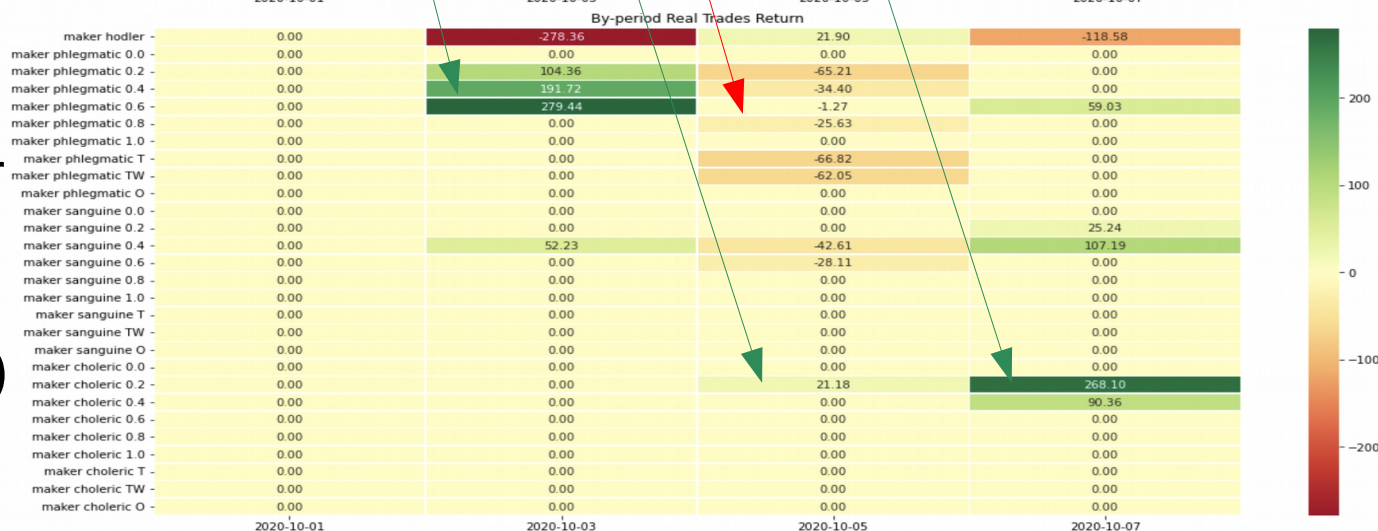 By-period Real Trades Return
maker hodler 0.00 -278.36 21.90 -118.58
maker phlegmatic 0.0 0.00 0.00 0.00 0.00
maker phlegmatic 0.2 0.00 104.36 -65.21 0.00
maker phlegmatic 0.4 0.00 191.72 -34.40 0.00
maker phlegmatic 0.6 0.00 279.44 -1.27 59.03
maker phlegmatic 0.8 0.00 0.00 -25.63 0.00
maker phlegmatic 1.0 0.00 0.00 0.00 0.00
maker phlegmatic T 0.00 0.00 -66.82 0.00
maker phlegmatic TW 0.00 0.00 -62.05 0.00
maker phlegmatic O 0.00 0.00 0.00 0.00
maker sanguine 0.0 0.00 0.00 0.00 0.00
maker sanguine 0.2 0.00 0.00 0.00 25.24
maker sanguine 0.4 0.00 52.23 -42.61 107.19
maker sanguine 0.6 0.00 0.00 -28.11 0.00
maker sanguine 0.8 0.00 0.00 0.00 0.00
maker sanguine 1.0 0.00 0.00 0.00 0.00
maker sanguine T 0.00 0.00 0.00 0.00
maker sanguine TW 0.00 0.00 0.00 0.00
maker sanguine O 0.00 0.00 0.00 0.00
maker choleric 0.0 0.00 0.00 0.00 0.00
maker choleric 0.2 0.00 0.00 21.18 268.10
maker choleric 0.4 0.00 0.00 0.00 90.36
maker choleric 0.6 0.00 0.00 0.00 0.00
maker choleric 0.8 0.00 0.00 0.00 0.00
maker choleric 1.0 0.00 0.00 0.00 0.00
maker choleric T 0.00 0.00 0.00 0.00
maker choleric TW 0.00 0.00 0.00 0.00
maker choleric O 0.00 0.00 0.00 0.00
2020-10-01 2020-10-03 2020-10-05 2020-10-07
200
100
0
−100
−200